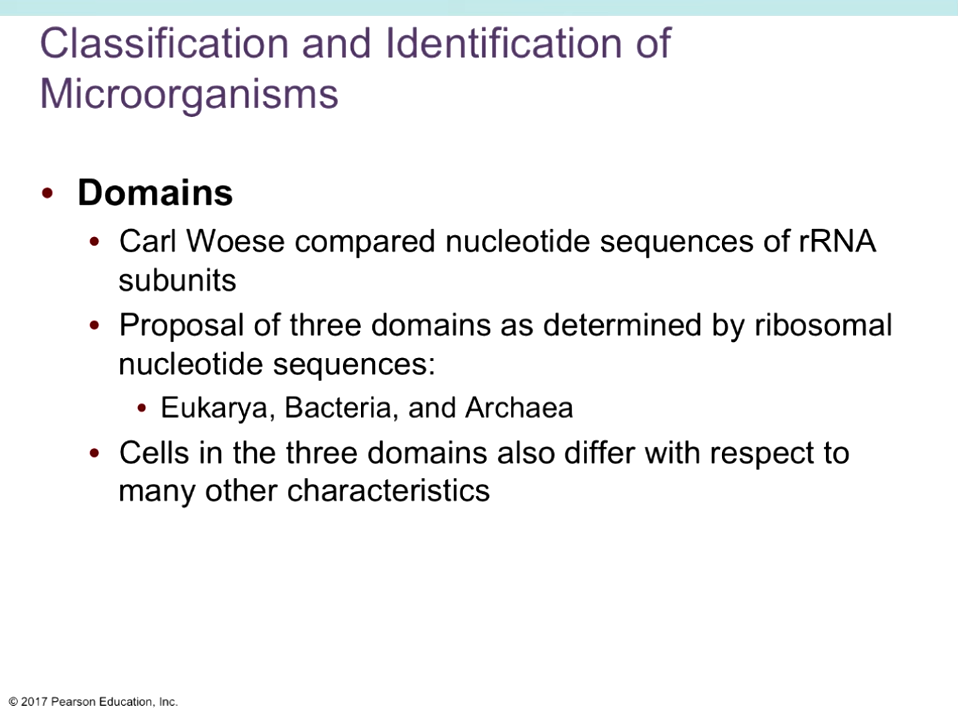 Classification and Identification of
Microorganisms
• Domains
• Carl Woese compared nucleotide sequences of rRNA
subunits
• Proposal of three domains as determined by ribosomal
nucleotide sequences:
• Eukarya, Bacteria, and Archaea
• Cells in the three domains also differ with respect to
many other characteristics
© 2017 Pearson Education, Inc.